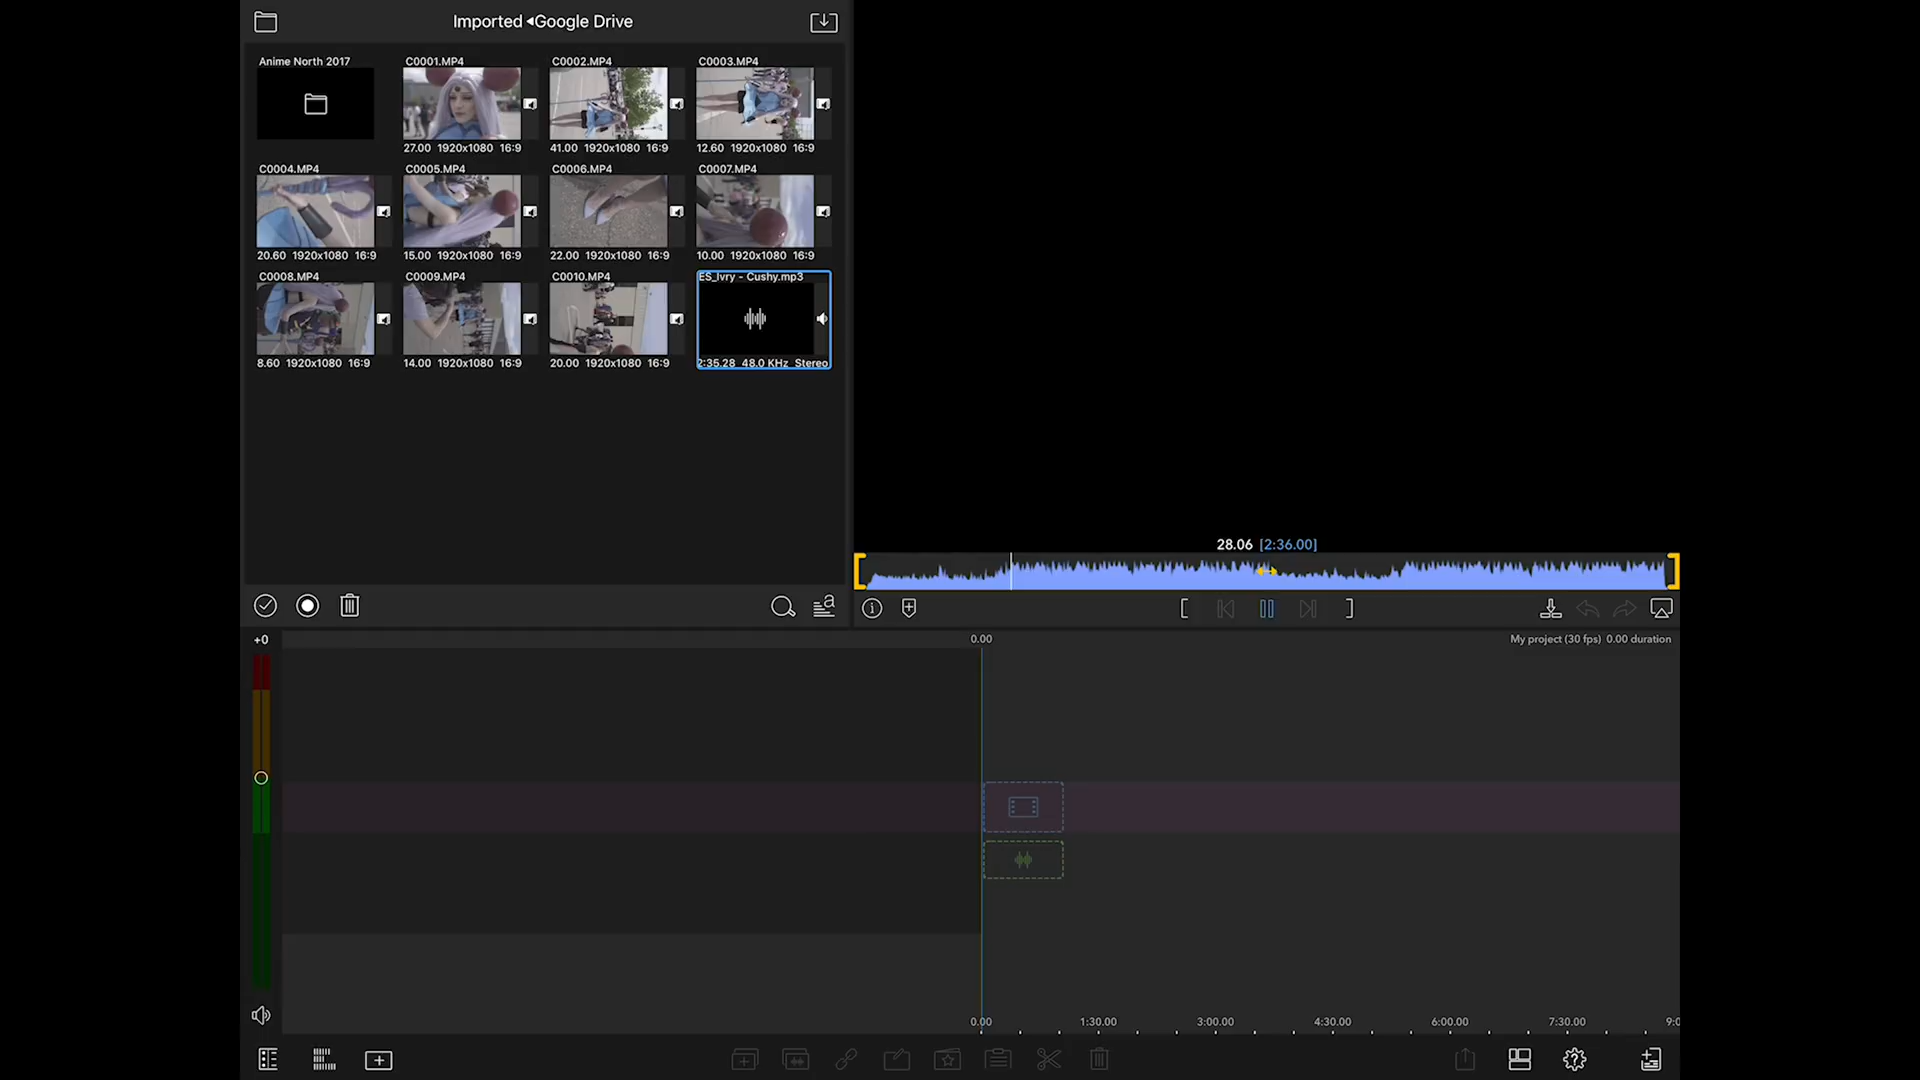 Imported ◂Google Drive
Anime North 2017
C0001.MP4
C0002.MP4
C0003.MP4
27.00 1920x1080 16:9
41.00 1920x1080 16:9
12.60 1920x1080 16:9
C0004.MP4
C0005.MP4
C0006.MP4
C0007.MP4
20.60 1920x1080 16:9
15.00 1920x1080 16:9
22.00 1920x1080 16:9
10.00 1920x1080 16:9
C0008.MP4
C0009.MP4
C0010.MP4
ES_Ivry - Cushy.mp3
8.60 1920x1080 16:9
14.00 1920x1080 16:9
20.00 1920x1080 16:9
2:35.28 48.0 KHz Stereo
28.06 [2:36.00]
+0
0.00
My project (30 fps) 0.00 duration
0.00 1:30.00 3:00.00 4:30.00 6:00.00 7:30.00 9:0